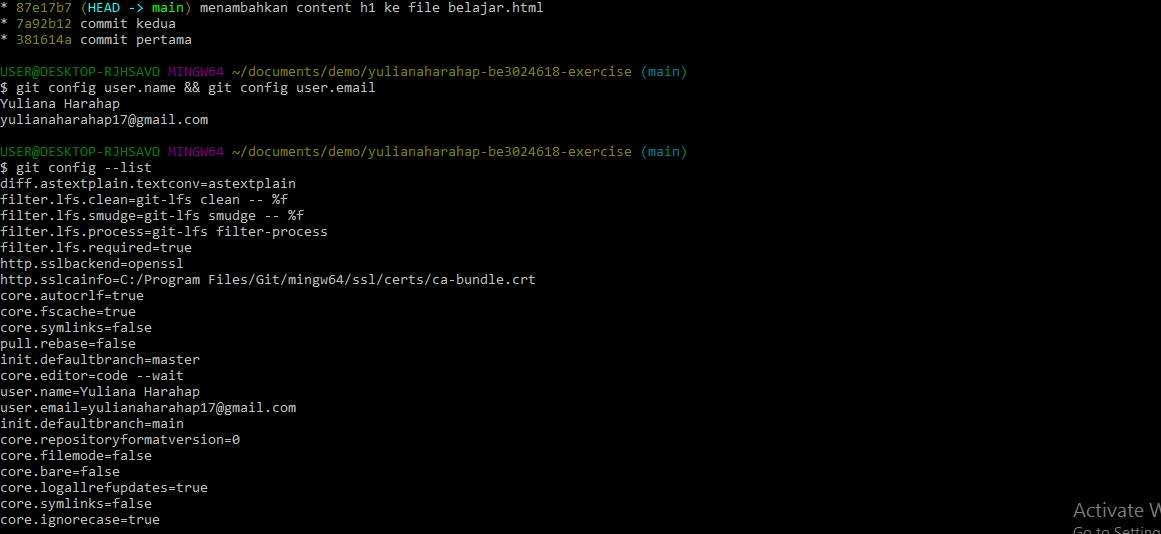 * 87e17b7 (HEAD -> main) menambahkan content h1 ke file belajar.html
* 7a92b12 commit kedua
* 381614a commit pertama
USER@DESKTOP-RJHSAVD MINGW64 ~/documents/demo/yulianaharahap-be3024618-exercise (main)
$ git config user.name && git config user.email
Yuliana Harahap
yulianaharahap17@gmail.com
USER@DESKTOP-RJHSAVD MINGW64 ~/documents/demo/yulianaharahap-be3024618-exercise (main)
$ git config --list
diff.astextplain.textconv=astextplain
filter.lfs.clean=git-lfs clean -- %f
filter.lfs.smudge=git-lfs smudge -- %f
filter.lfs.process=git-lfs filter-process
filter.lfs.required=true
http.sslbackend=openssl
http.sslcainfo=C:/Program Files/Git/mingw64/ssl/certs/ca-bundle.crt
core.autocrlf=true
core.fscache=true
core.symlinks=false
pull.rebase=false
init.defaultbranch=master
core.editor=code --wait
user.name=Yuliana Harahap
user.email=yulianaharahap17@gmail.com
init.defaultbranch=main
core.repositoryformatversion=0
core.filemode=false
core.bare=false
core.logallrefupdates=true
core.symlinks=false
core.ignorecase=true
Activate W
Go to Setting